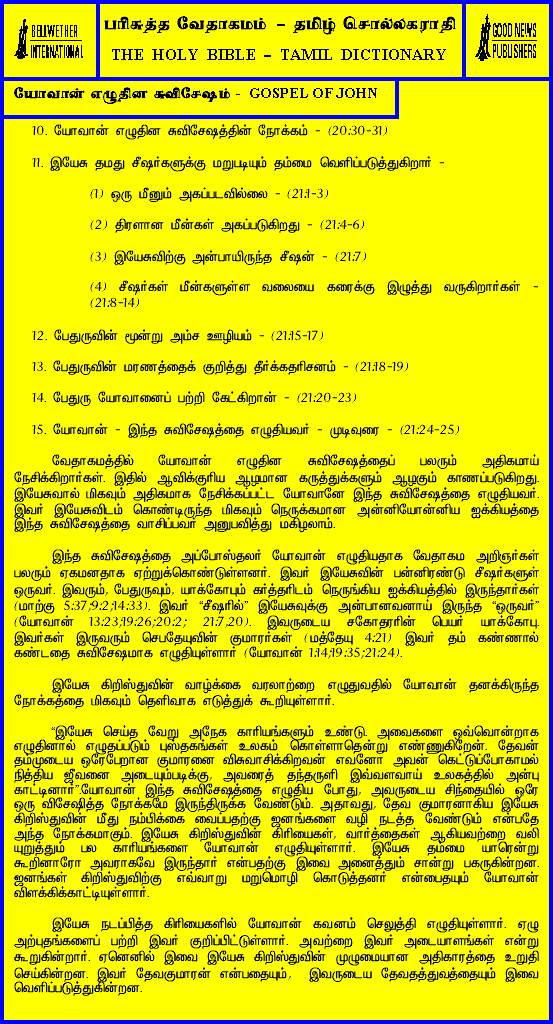 BELLWETHER
INTERNATIONAL
பரிசுத்த வேதாகமம் – தமிழ் சொல்லகராதி
THE HOLY BIBLE – TAMIL DICTIONARY
GOOD NEWS
PUBLISHERS
யோவான் எழுதின சுவிசேஷம் - GOSPEL OF JOHN
10. யோவான் எழுதின சுவிசேஷத்தின் நோக்கம் - (20:30-31)
11. இயேசு தமது சீஷர்களுக்கு மறுபடியும் தம்மை வெளிப்படுத்துகிறார் -
(1) ஒரு மீனும் அகப்படவில்லை - (21:1-3)
(2) திரளான மீன்கள் அகப்படுகிறது - (21:4-6)
(3) இயேசுவிற்கு அன்பாயிருந்த சீஷன் - (21:7)
(4) சீஷர்கள் மீன்களுள்ள வலையை கரைக்கு இழுத்து வருகிறார்கள் -
(21:8-14)
12. பேதுருவின் மூன்று அம்ச ஊழியம் - (21:15-17)
13. பேதுருவின் மரணத்தைக் குறித்து தீர்க்கதரிசனம் - (21:18-19)
14. பேதுரு யோவானைப் பற்றி கேட்கிறான் - (21:20-23)
15. யோவான் - இந்த சுவிசேஷத்தை எழுதியவர் - முடிவுரை - (21:24-25)
வேதாகமத்தில் யோவான் எழுதின சுவிசேஷத்தைப் பலரும் அதிகமாய்
நேசிக்கிறார்கள். இதில் ஆவிக்குரிய ஆழமான கருத்துக்களும் ஆழகும் காணப்படுகிறது.
இயேசுவால் மிகவும் அதிகமாக நேசிக்கப்பட்ட யோவானே இந்த சுவிசேஷத்தை எழுதியவர்.
இவர் இயேசுவிடம் கொண்டிருந்த மிகவும் நெருக்கமான அன்னியோன்னிய ஐக்கியத்தை
இந்த சுவிசேஷத்தை வாசிப்பவர் அனுபவித்து மகிழலாம்.
இந்த சுவிசேஷத்தை அப்போஸ்தலர் யோவான் எழுதியதாக வேதாகம அறிஞர்கள்
பலரும் ஏகமனதாக ஏற்றுக்கொண்டுள்ளனர். இவர் இயேசுவின் பன்னிரண்டு சீஷர்களுள்
ஒருவர். இவரும், பேதுருவும், யாக்கோபும் கர்த்தரிடம் நெருங்கிய ஐக்கியத்தில் இருந்தார்கள்
(மாற்கு 5:37;9:2;14:33). இவர் “சீஷரில்” இயேசுவுக்கு அன்பானவனாய் இருந்த “ஒருவர்”
(யோவான் 13:23;19:26;20:2; 21:7,20). இவருடைய சகோதரரின் பெயர் யாக்கோபு.
இவர்கள் இருவரும் செபதேயுவின் குமாரர்கள் (மத்தேயு 4:21) இவர் தம் கண்ணால்
கண்டதை சுவிசேஷமாக எழுதியுள்ளார் (யோவான் 1:14;19:35;21:24).
இயேசு கிறிஸ்துவின் வாழ்க்கை வரலாற்றை எழுதுவதில் யோவான் தனக்கிருந்த
நோக்கத்தை மிகவும் தெளிவாக எடுத்துக் கூறியுள்ளார்.
“இயேசு செய்த வேறு அநேக காரியங்களும் உண்டு. அவைகளை ஒவ்வொன்றாக
எழுதினால் எழுதப்படும் புஸ்தகங்கள் உலகம் கொள்ளாதென்று எண்ணுகிறேன். தேவன்
தம்முடைய ஒரேபேறான குமாரனை விசுவாசிக்கிறவன் எவனோ அவன் கெட்டுப்போகாமல்
நித்திய ஜீவனை அடையும்படிக்கு, அவரைத் தந்தருளி இவ்வளவாய் உலகத்தில் அன்பு
காட்டினார்”.யோவான் இந்த சுவிசேஷத்தை எழுதிய போது, அவருடைய சிந்தையில் ஒரே
ஒரு விசேஷித்த நோக்கமே இருந்திருக்க வேண்டும். அதாவது, தேவ குமாரனாகிய இயேசு
கிறிஸ்துவின் மீது நம்பிக்கை வைப்பதற்கு ஜனங்களை வழி நடத்த வேண்டும் என்பதே
அந்த நோக்கமாகும். இயேசு கிறிஸ்துவின் கிரியைகள், வார்த்தைகள் ஆகியவற்றை வலி
யுறுத்தும் பல காரியங்களை யோவான் எழுதியுள்ளார். இயேசு தம்மை யாரென்று
கூறினாரோ அவராகவே இருந்தார் என்பதற்கு இவை அனைத்தும் சான்று பகருகின்றன.
ஜனங்கள் கிறிஸ்துவிற்கு எவ்வாறு மறுமொழி கொடுத்தனர் என்பதையும் யோவான்
விளக்கிக்காட்டியுள்ளார்.
இயேசு நடப்பித்த கிரியைகளில் யோவான் கவனம் செலுத்தி எழுதியுள்ளார். ஏழு
அற்புதங்களைப் பற்றி இவர் குறிப்பிட்டுள்ளார். அவற்றை இவர் அடையாளங்கள் என்று
கூறுகின்றார். ஏனெனில் இவை இயேசு கிறிஸ்துவின் முழுமையான அதிகாரத்தை உறுதி
செய்கின்றன. இவர் தேவகுமாரன் என்பதையும், இவருடைய தேவதத்துவத்தையும் இவை
வெளிப்படுத்துகின்றன.